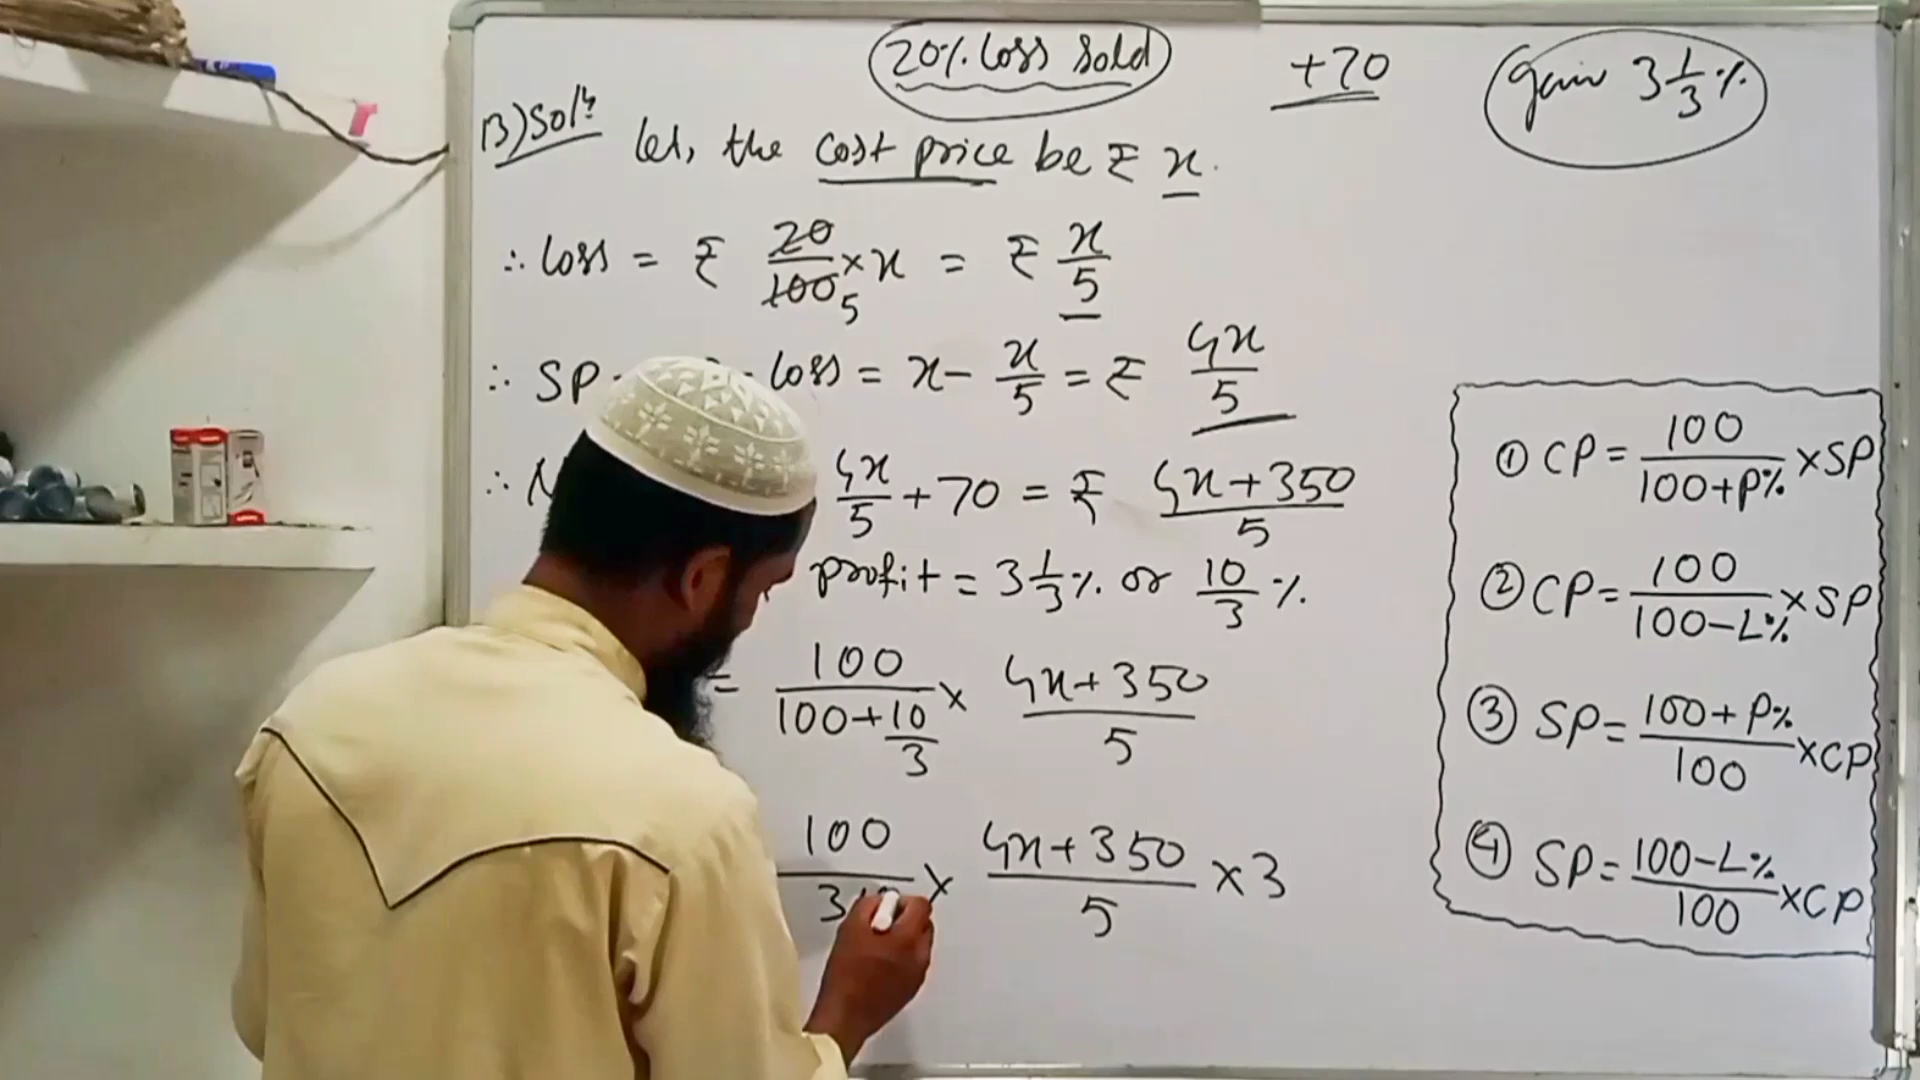 20% loss sold +70 gain 3 1/3 %
13) Solⁿ: let, the cost price be ₹ x.
∴ loss = ₹ 20/100 5 × x = ₹ x/5
∴ SP loss = x - x/5 = ₹ 4x/5
∴ 4x/5 + 70 = ₹ 4x+350/5
profit = 3 1/3 % or 10/3 %
= 100/100+10/3 × 4x+350/5
100/ × 4x+350/5 × 3
① CP = 100/100+P% × SP
② CP = 100/100-L% × SP
③ SP = 100+P%/100 × CP
④ SP = 100-L%/100 × CP